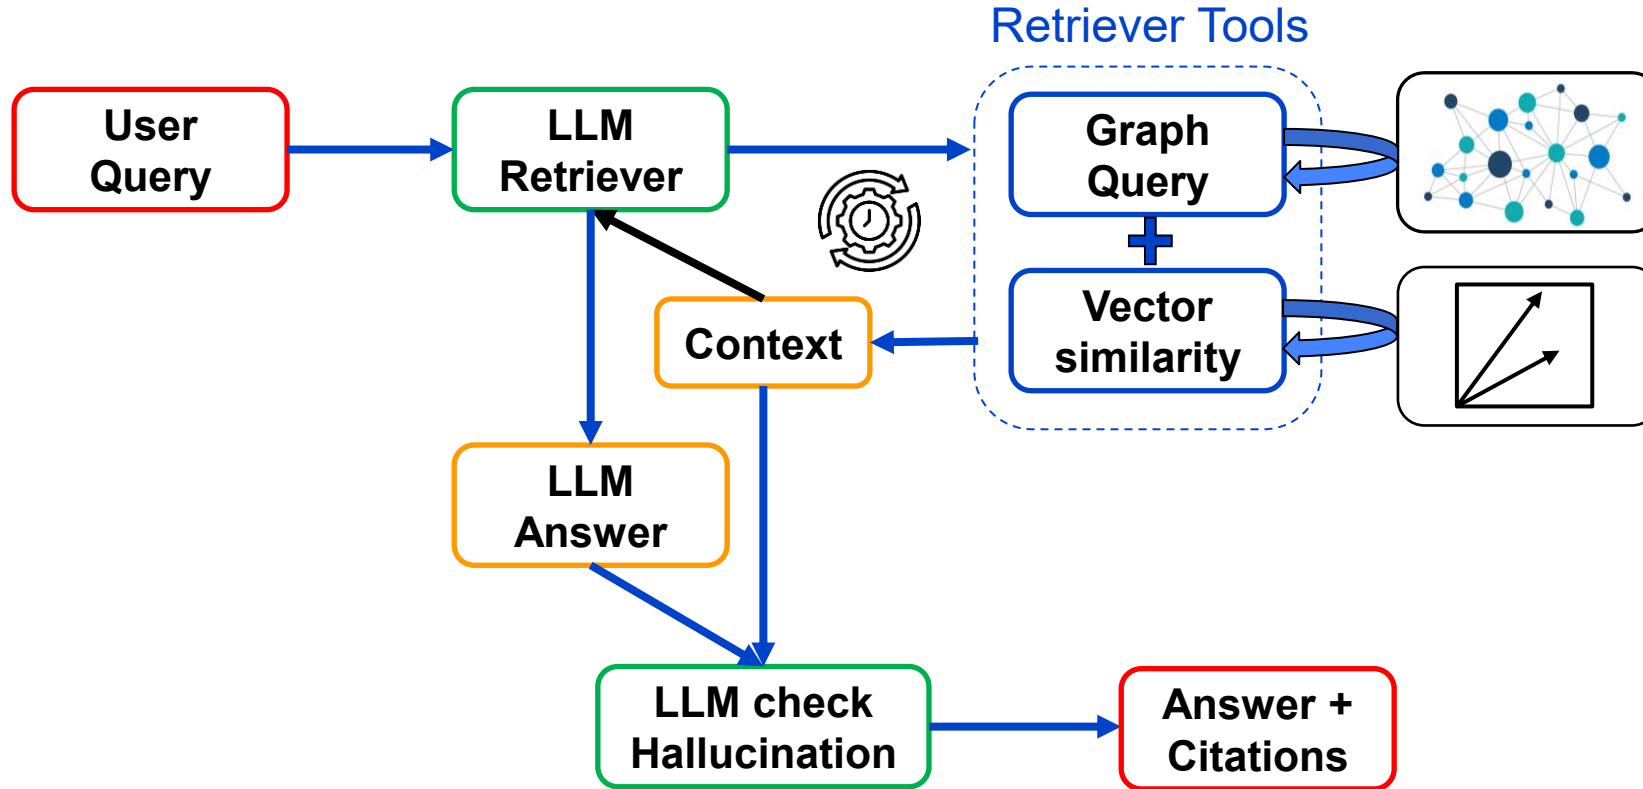 Retriever Tools
User
Query
LLM
Retriever
Graph
Query
Context
Vector
similarity
LLM
Answer
LLM check
Hallucination
Answer +
Citations